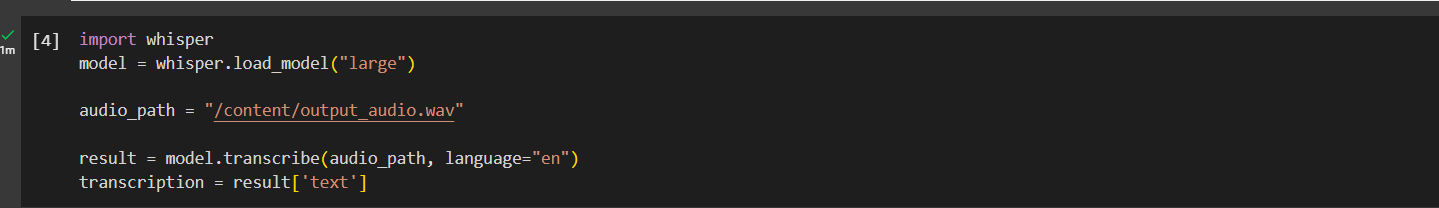 [4] import whisper
1m model = whisper.load_model("large")
audio_path = "/content/output_audio.wav"
result = model.transcribe(audio_path, language="en")
transcription = result['text']